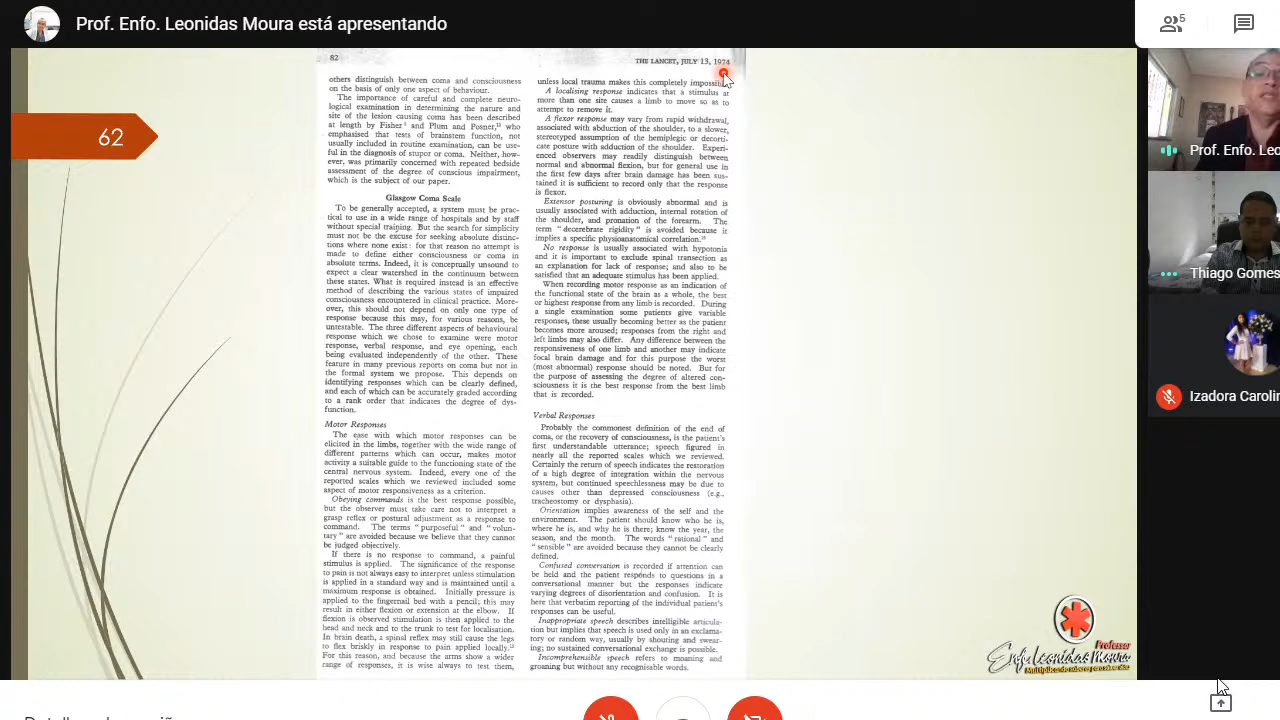 Prof. Enfo. Leonidas Moura está apresentando
5
62
82
THE LANCET, JULY 13, 1974
others distinguish between coma and consciousness
on the basis of only one aspect of behaviour.
The importance of careful and complete neuro-
logical examination in determining the nature and
site of the lesion causing coma has been described
at length by Fisher and Plum and Posner, who
emphasised that tests of brainstem function, not
usually included in routine examination, can be use-
ful in the diagnosis of stupor or coma. Neither, how-
ever, was primarily concerned with repeated bedside
assessment of the degree of conscious impairment,
which is the subject of our paper.
Glasgow Coma Scale
To be generally accepted, a system must be prac-
tical to use in a wide range of hospitals and by staff
without special training. But the search for simplicity
must not be the excuse for seeking absolute distinc-
tions where none exist: for that reason no attempt is
made to define either consciousness or coma in
absolute terms. Indeed, it is conceptually unsound to
expect a clear watershed in the continuum between
these states. What is required instead is an effective
method of describing the various states of impaired
consciousness encountered in clinical practice. More-
over, this should not depend on only one type of
response because this may, for various reasons, be
untestable. The three different aspects of behavioural
response which we chose to examine were motor
response, verbal response, and eye opening, each
being evaluated independently of the other. These
feature in many previous reports on coma but not in
the formal system we propose. This depends on
identifying responses which can be clearly defined,
and each of which can be accurately graded according
to a rank order that indicates the degree of dys-
function.
Motor Responses
The ease with which motor responses can be
elicited in the limbs, together with the wide range of
different patterns which can occur, makes motor
activity a suitable guide to the functioning state of the
central nervous system. Indeed, every one of the
reported scales which we reviewed included some
aspect of motor responsiveness as a criterion.
Obeying commands is the best response possible,
but the observer must take care not to interpret a
grasp reflex or postural adjustment as a response to
command. The terms "purposeful" and "volun-
tary" are avoided because we believe that they cannot
be judged objectively.
If there is no response to command, a painful
stimulus is applied. The significance of the response
to pain is not always easy to interpret unless stimulation
is applied in a standard way and is maintained until a
maximum response is obtained. Initially pressure is
applied to the fingernail bed with a pencil; this may
result in either flexion or extension at the elbow. If
flexion is observed stimulation is then applied to the
head and neck and to the trunk to test for localisation.
In brain death, a spinal reflex may still cause the legs
to flex briskly in response to pain applied locally.
For this reason, and because the arms show a wider
range of responses, it is wise always to test them,
unless local trauma makes this completely impossib
A localising response indicates that a stimulus at
more than one site causes a limb to move so as to
attempt to remove it.
A flexor response may vary from rapid withdrawal,
associated with abduction of the shoulder, to a slower,
stereotyped assumption of the hemiplegic or decorti-
cate posture with adduction of the shoulder. Experi-
enced observers may readily distinguish between
normal and abnormal flexion, but for general use in
the first few days after brain damage has been sus-
tained it is sufficient to record only that the response
is flexor.
Extensor posturing is obviously abnormal and is
usually associated with adduction, internal rotation of
the shoulder, and pronation of the forearm. The
term "decerebrate rigidity" is avoided because it
implies a specific physioanatomical correlation.
No response is usually associated with hypotonia
and it is important to exclude spinal transection as
an explanation for lack of response; and also to be
satisfied that an adequate stimulus has been applied.
When recording motor response as an indication of
the functional state of the brain as a whole, the best
or highest response from any limb is recorded. During
a single examination some patients give variable
responses, these usually becoming better as the patient
becomes more aroused; responses from the right and
left limbs may also differ. Any difference between the
responsiveness of one limb and another may indicate
focal brain damage and for this purpose the worst
(most abnormal) response should be noted. But for
the purpose of assessing the degree of altered con-
sciousness it is the best response from the best limb
that is recorded.
Verbal Responses
Probably the commonest definition of the end of
coma, or the recovery of consciousness, is the patient's
first understandable utterance; speech figured in
nearly all the reported scales which we reviewed.
Certainly the return of speech indicates the restoration
of a high degree of integration within the nervous
system, but continued speechlessness may be due to
causes other than depressed consciousness (e.g.,
tracheostomy or dysphasia).
Orientation implies awareness of the self and the
environment. The patient should know who he is,
where he is, and why he is there; know the year, the
season, and the month. The words "rational" and
"sensible" are avoided because they cannot be clearly
defined.
Confused conversation is recorded if attention can
be held and the patient responds to questions in a
conversational manner but the responses indicate
varying degrees of disorientation and confusion. It is
here that verbatim reporting of the individual patient's
responses can be useful.
Inappropriate speech describes intelligible articula-
tion but implies that speech is used only in an exclama-
tory or random way, usually by shouting and swear-
ing; no sustained conversational exchange is possible.
Incomprehensible speech refers to moaning and
groaning but without any recognisable words.
Prof. Enfo. Leo
Thiago Gomes
Izadora Carolin
Professor
Enfo Leonidas Moura